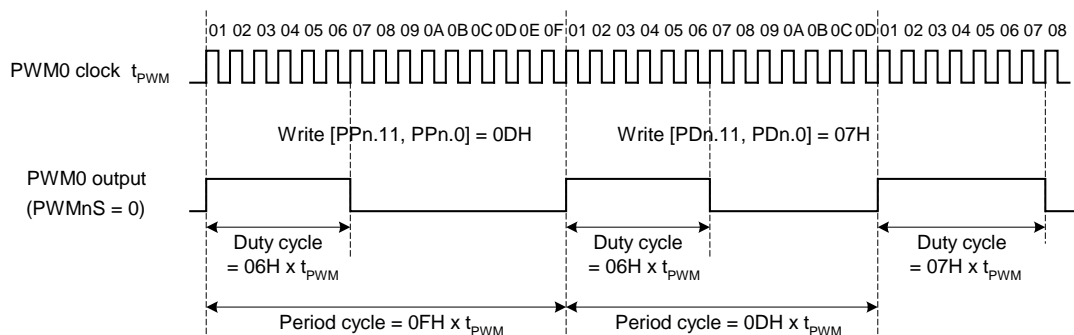 01 02 03 04 05 06 07 08 09 0A 0B 0C 0D 0E 0F 01 02 03 04 05 06 07 08 09 0A 0B 0C 0D 01 02 03 04 05 06 07 08
PWM0 clock tPWM
Write [PPn.11, PPn.0] = 0DH Write [PDn.11, PDn.0] = 07H
PWM0 output
(PWMnS = 0)
Duty cycle Duty cycle Duty cycle
= 06H x tPWM = 06H x tPWM = 07H x tPWM
Period cycle = 0FH x tPWM Period cycle = 0DH x tPWM